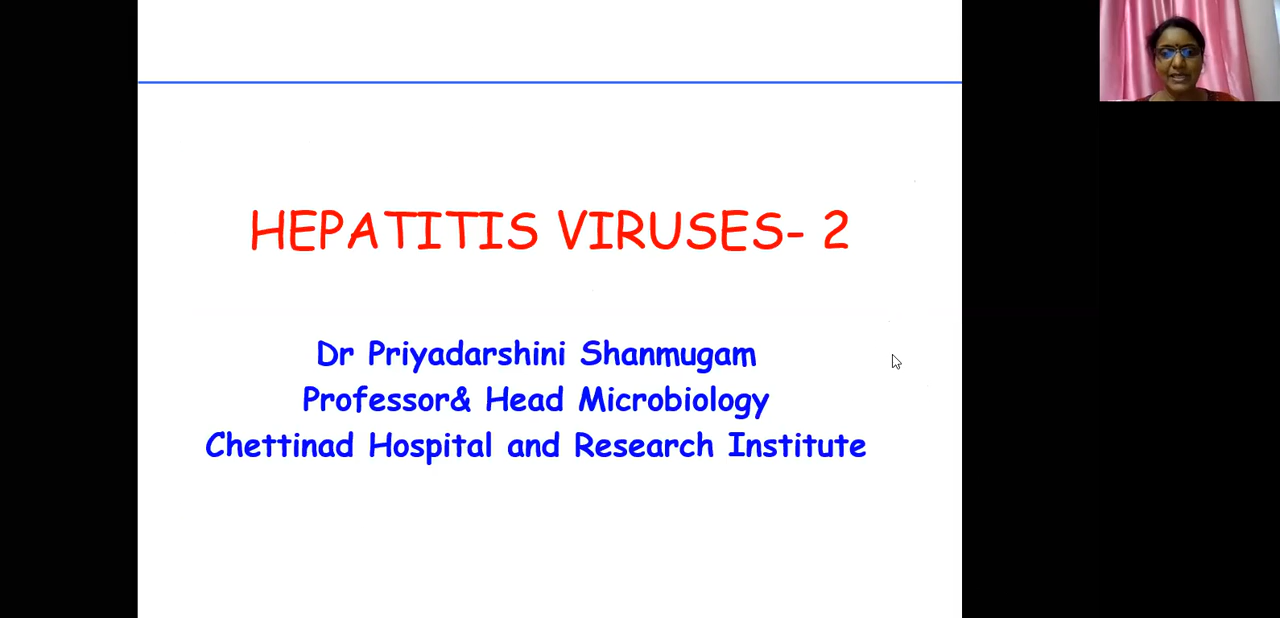 HEPATITIS VIRUSES- 2
Dr Priyadarshini Shanmugam
Professor& Head Microbiology
Chettinad Hospital and Research Institute